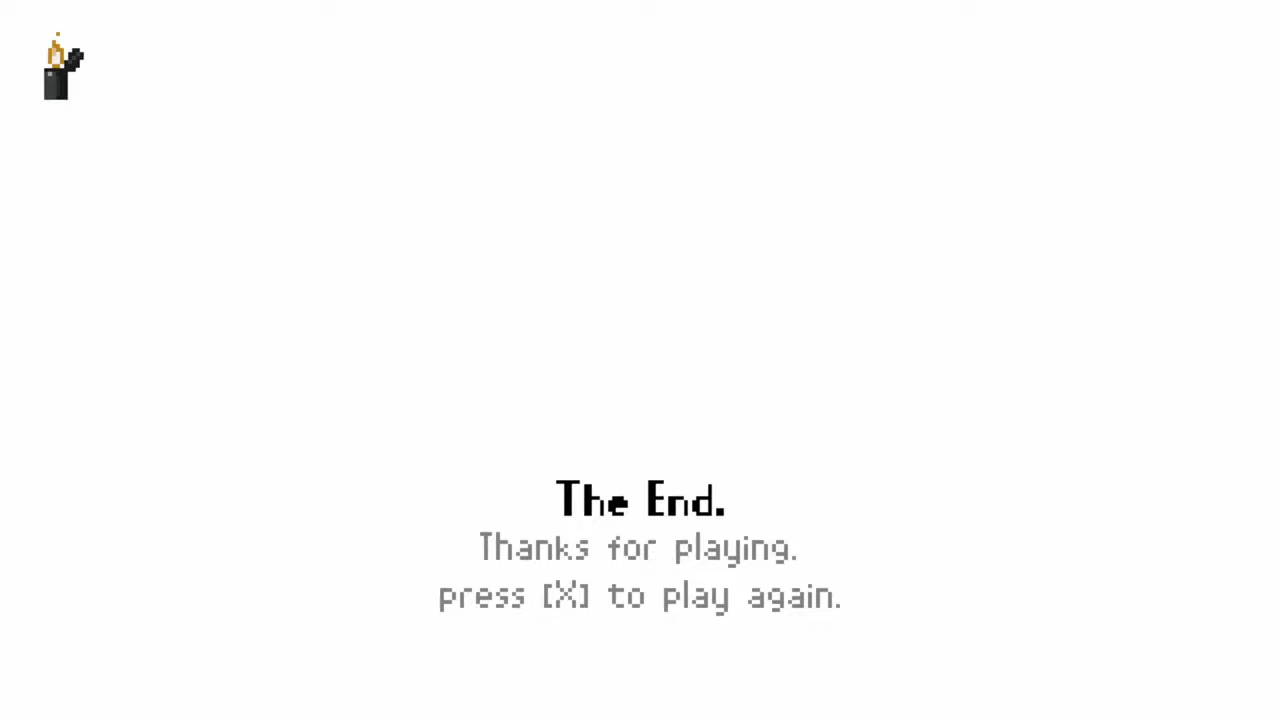 The End.
Thanks for playing.
press [X] to play again.